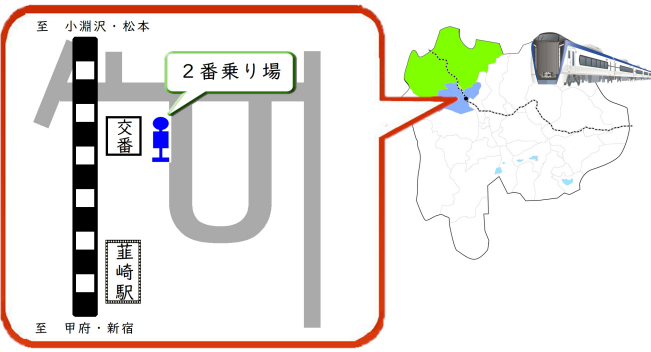 至 小淵沢・松本
２番乗り場
交番
韮崎駅
至 甲府・新宿